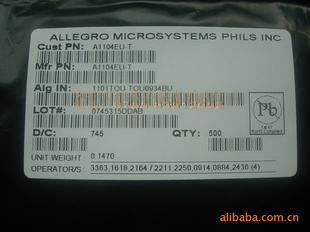 ALLEGRO MICROSYSTEMS PHILS INC
Cust PN: A1104EU-T
Mfr PN: A1104EU-T
Alg IN: 1101TOU-TOU0934BU
LOT#: 0745315DDAB
D/C: 745 QTY: 500
Pb
UNIT WEIGHT 0.1470
OPERATOR/S 3363,1618,2164 / 2211,2250,0914,0884,2436 (4)
alibaba.com.cn